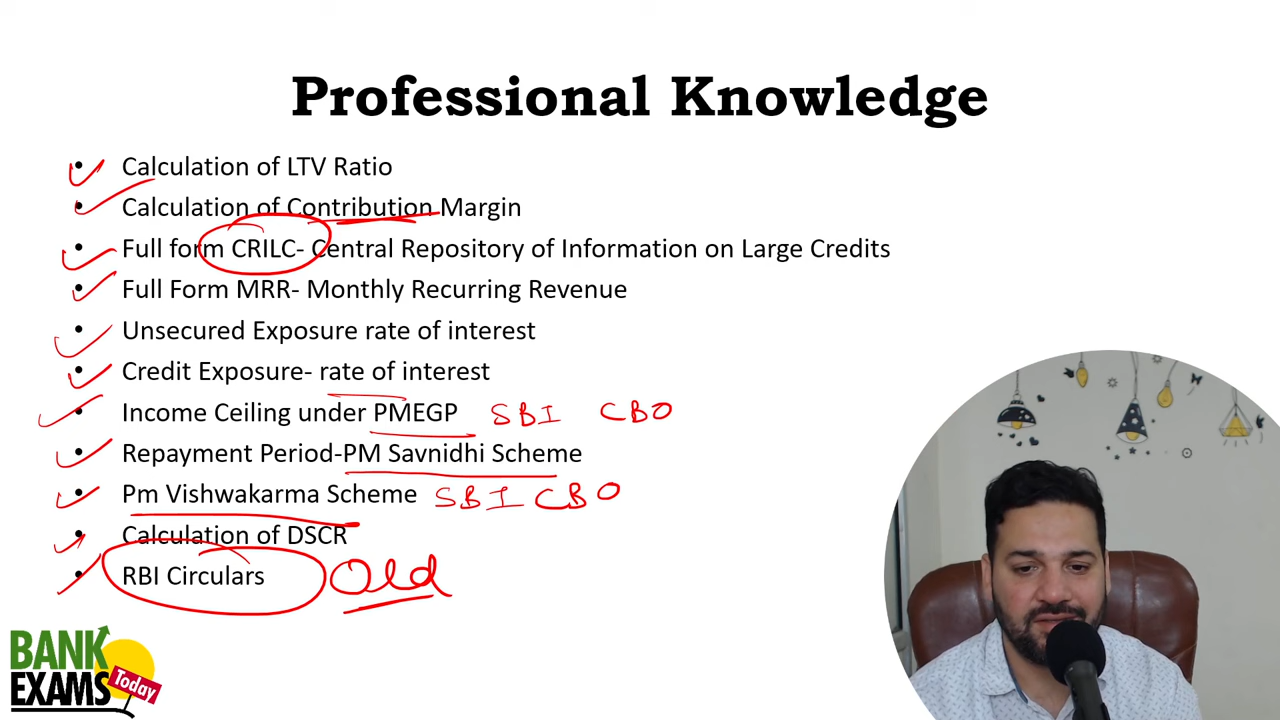 Professional Knowledge
• Calculation of LTV Ratio
• Calculation of Contribution Margin
• Full form CRILC- Central Repository of Information on Large Credits
• Full Form MRR- Monthly Recurring Revenue
• Unsecured Exposure rate of interest
• Credit Exposure- rate of interest
• Income Ceiling under PMEGP SBI CBO
• Repayment Period-PM Savnidhi Scheme
• Pm Vishwakarma Scheme SBI CBO
• Calculation of DSCR
• RBI Circulars Old
BANK
EXAMS Today